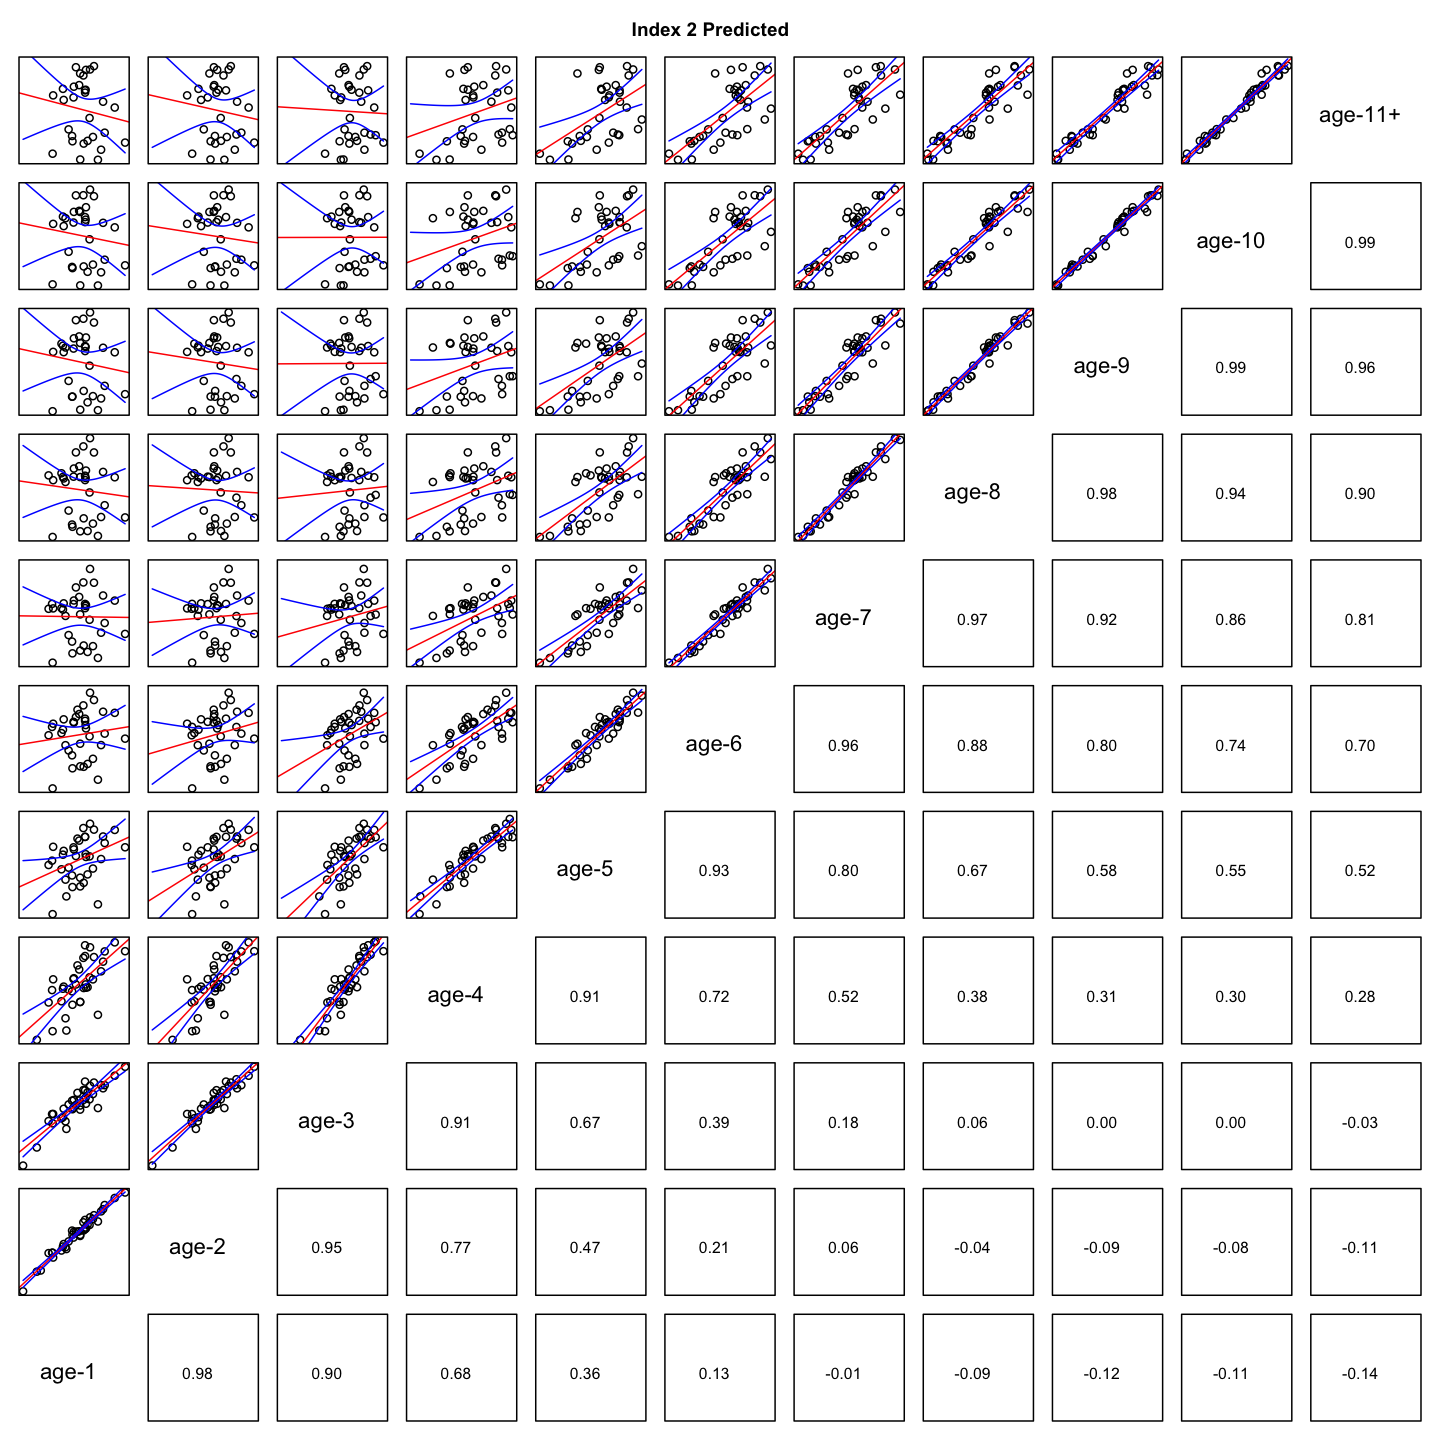 Index 2 Predicted
age-11+
age-10 0.99
age-9 0.99 0.96
age-8 0.98 0.94 0.90
age-7 0.97 0.92 0.86 0.81
age-6 0.96 0.88 0.80 0.74 0.70
age-5 0.93 0.80 0.67 0.58 0.55 0.52
age-4 0.91 0.72 0.52 0.38 0.31 0.30 0.28
age-3 0.91 0.67 0.39 0.18 0.06 0.00 0.00 -0.03
age-2 0.95 0.77 0.47 0.21 0.06 -0.04 -0.09 -0.08 -0.11
age-1 0.98 0.90 0.68 0.36 0.13 -0.01 -0.09 -0.12 -0.11 -0.14